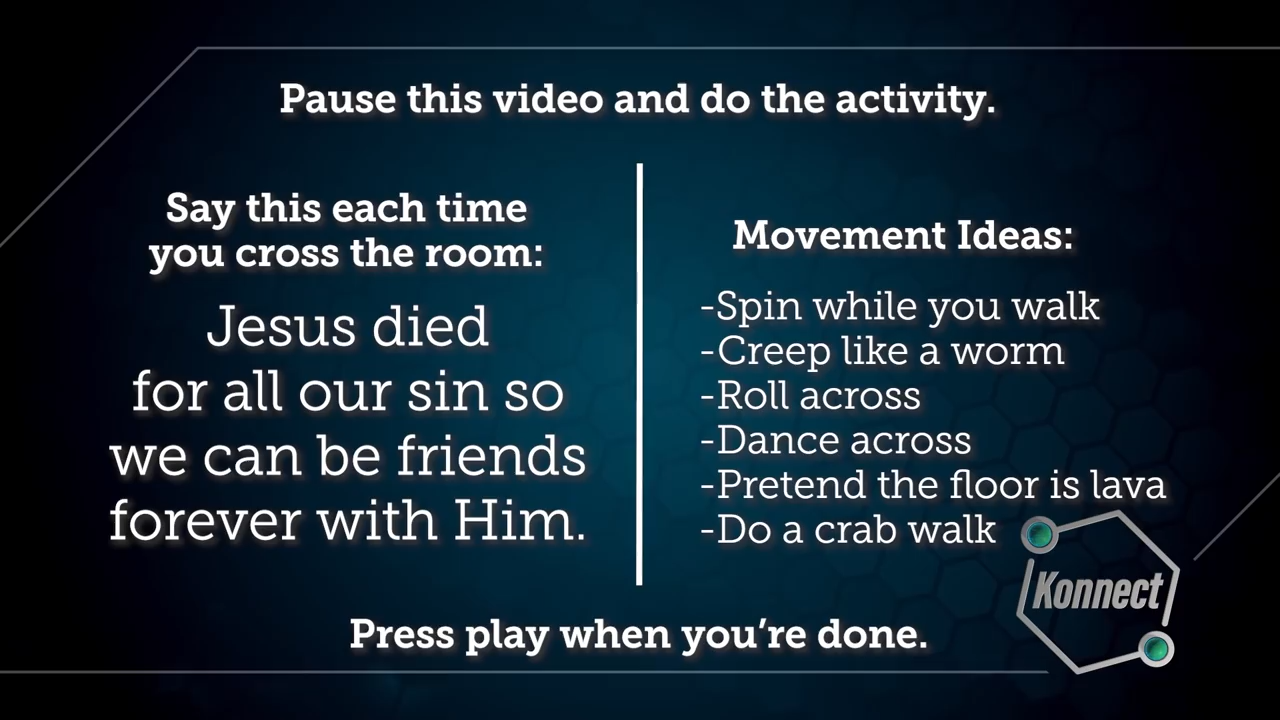 Pause this video and do the activity.
Say this each time
you cross the room:
Jesus died
for all our sin so
we can be friends
forever with Him.
Movement Ideas:
-Spin while you walk
-Creep like a worm
-Roll across
-Dance across
-Pretend the floor is lava
-Do a crab walk
Konnect
Press play when you're done.